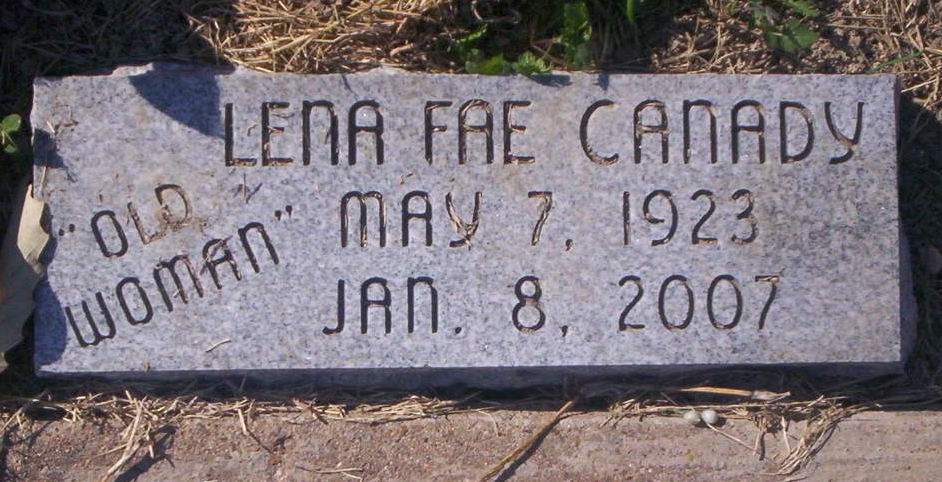 LENA FAE CANADY
"OLD WOMAN"
MAY 7, 1923
JAN. 8, 2007